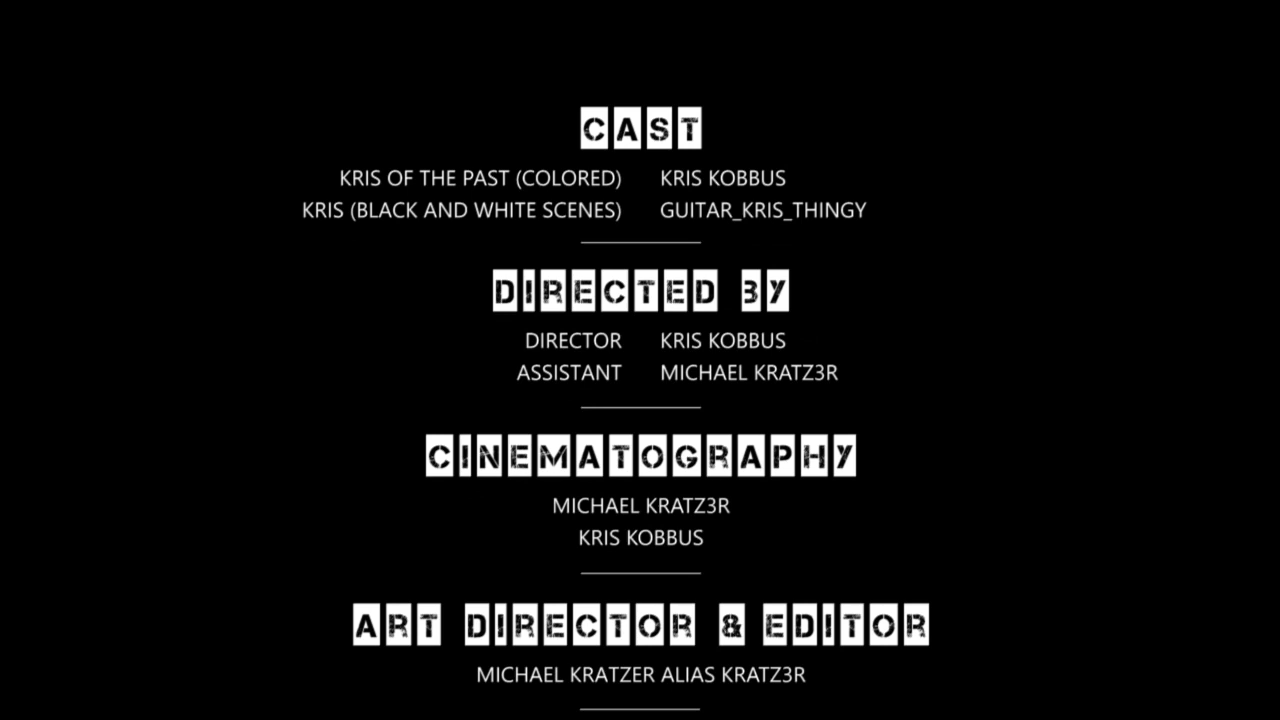 CAST
KRIS OF THE PAST (COLORED) KRIS KOBBUS
KRIS (BLACK AND WHITE SCENES) GUITAR_KRIS_THINGY
DIRECTED BY
DIRECTOR KRIS KOBBUS
ASSISTANT MICHAEL KRATZ3R
CINEMATOGRAPHY
MICHAEL KRATZ3R
KRIS KOBBUS
ART DIRECTOR & EDITOR
MICHAEL KRATZER ALIAS KRATZ3R